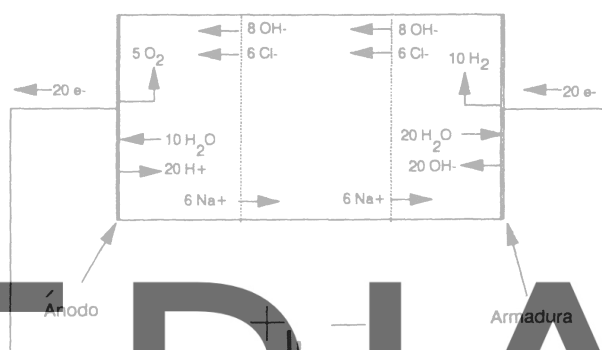 8 OH-
8 OH-
5 O2
6 Cl-
6 Cl-
10 H2
20 e-
20 e-
10 H2O
20 H2O
20 H+
20 OH-
6 Na+
6 Na+
Ánodo
Armadura